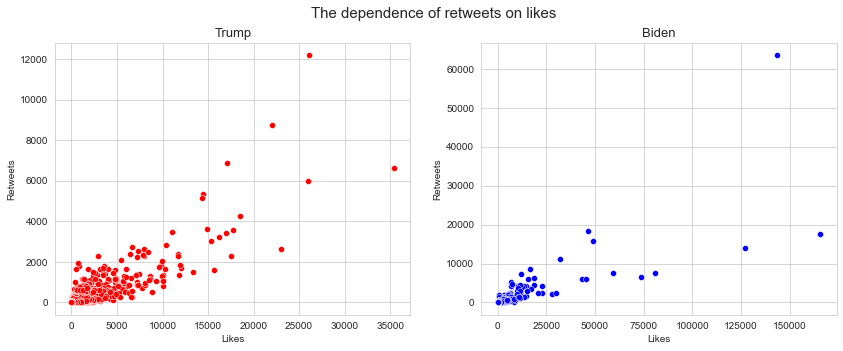 The dependence of retweets on likes
Trump
12000
10000
8000
6000
4000
2000
0
Retweets
0 5000 10000 15000 20000 25000 30000 35000
Likes
Biden
60000
50000
40000
30000
20000
10000
0
Retweets
0 25000 50000 75000 100000 125000 150000
Likes